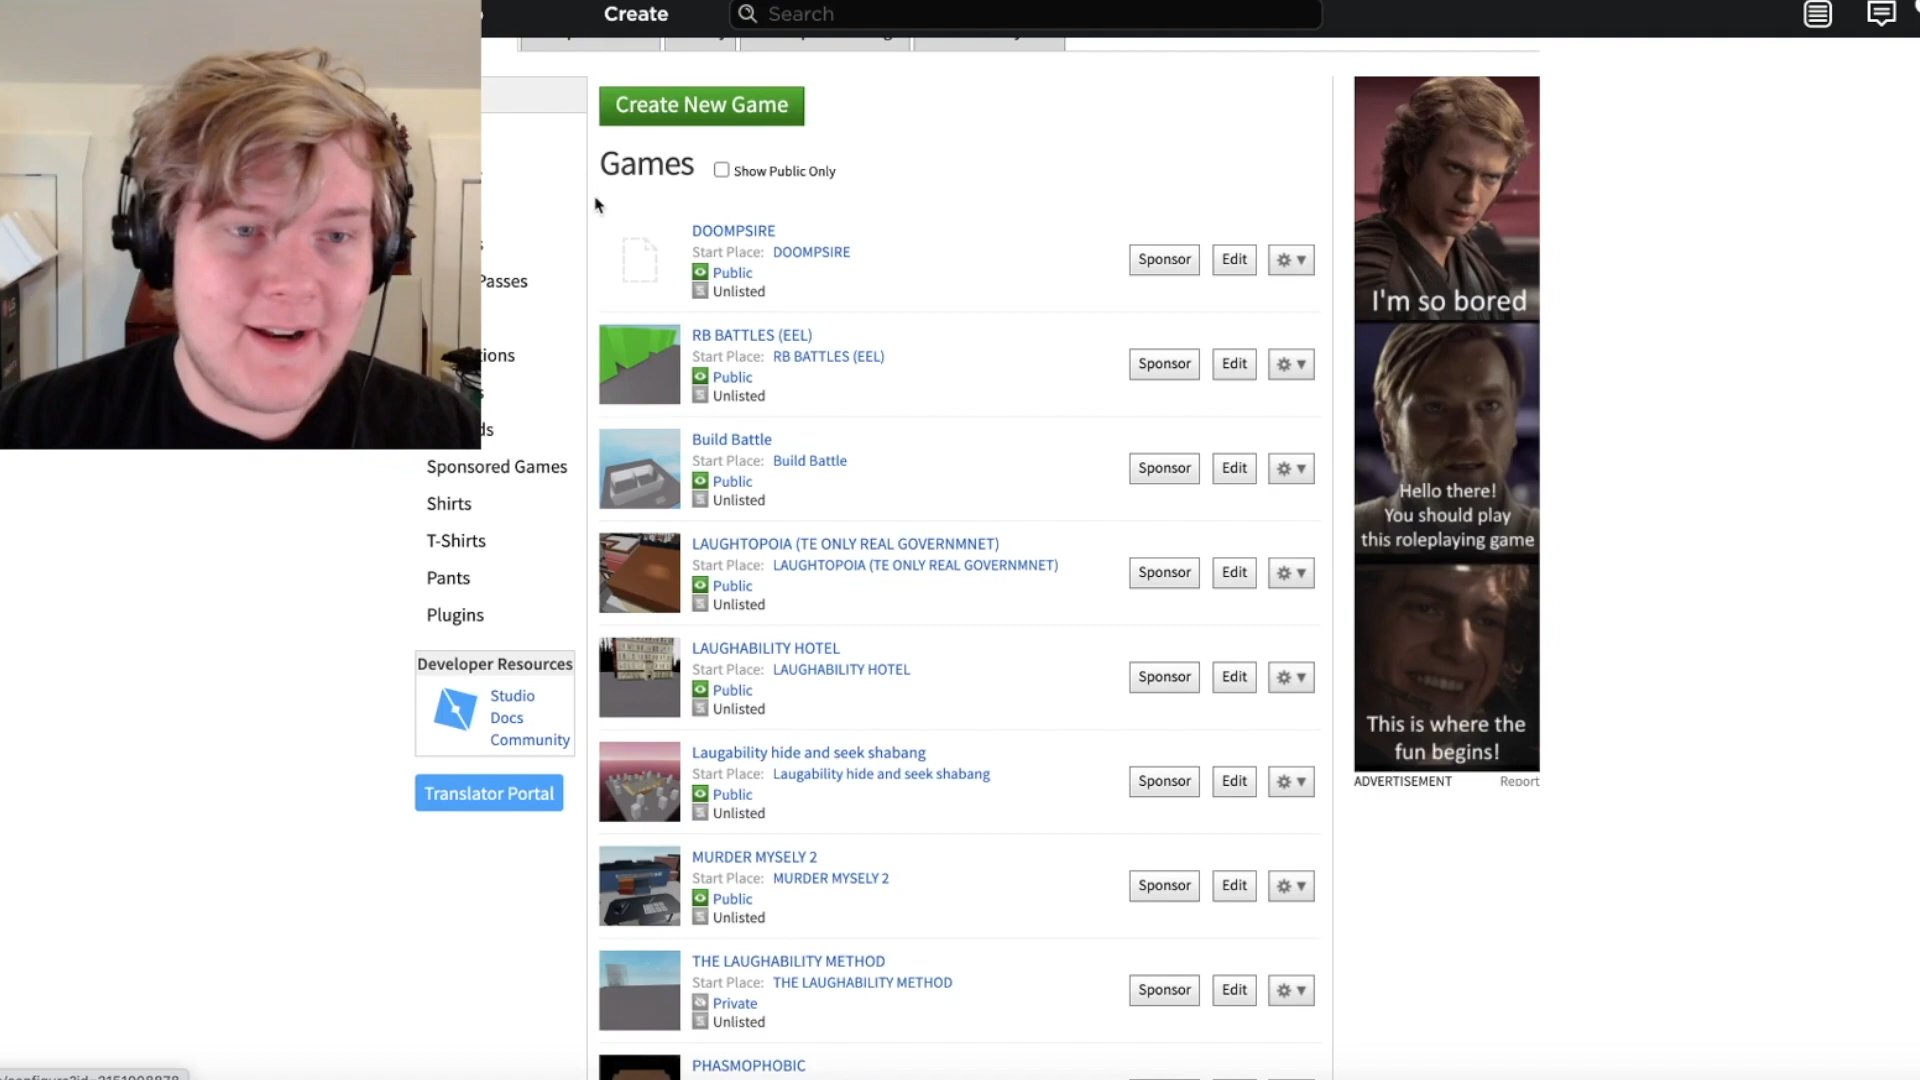 Create
Search
Create New Game
Games
Show Public Only
DOOMPSIRE
Start Place: DOOMPSIRE
Public
Unlisted
Sponsor
Edit
RB BATTLES (EEL)
Start Place: RB BATTLES (EEL)
Public
Unlisted
Sponsor
Edit
Build Battle
Start Place: Build Battle
Public
Unlisted
Sponsor
Edit
LAUGHTOPOIA (TE ONLY REAL GOVERNMNET)
Start Place: LAUGHTOPOIA (TE ONLY REAL GOVERNMNET)
Public
Unlisted
Sponsor
Edit
LAUGHABILITY HOTEL
Start Place: LAUGHABILITY HOTEL
Public
Unlisted
Sponsor
Edit
Laugability hide and seek shabang
Start Place: Laugability hide and seek shabang
Public
Unlisted
Sponsor
Edit
MURDER MYSELY 2
Start Place: MURDER MYSELY 2
Public
Unlisted
Sponsor
Edit
THE LAUGHABILITY METHOD
Start Place: THE LAUGHABILITY METHOD
Private
Unlisted
Sponsor
Edit
PHASMOPHOBIC
Passes
Sponsored Games
Shirts
T-Shirts
Pants
Plugins
Developer Resources
Studio
Docs
Community
Translator Portal
I'm so bored
Hello there!
You should play
this roleplaying game
This is where the
fun begins!
ADVERTISEMENT
Report